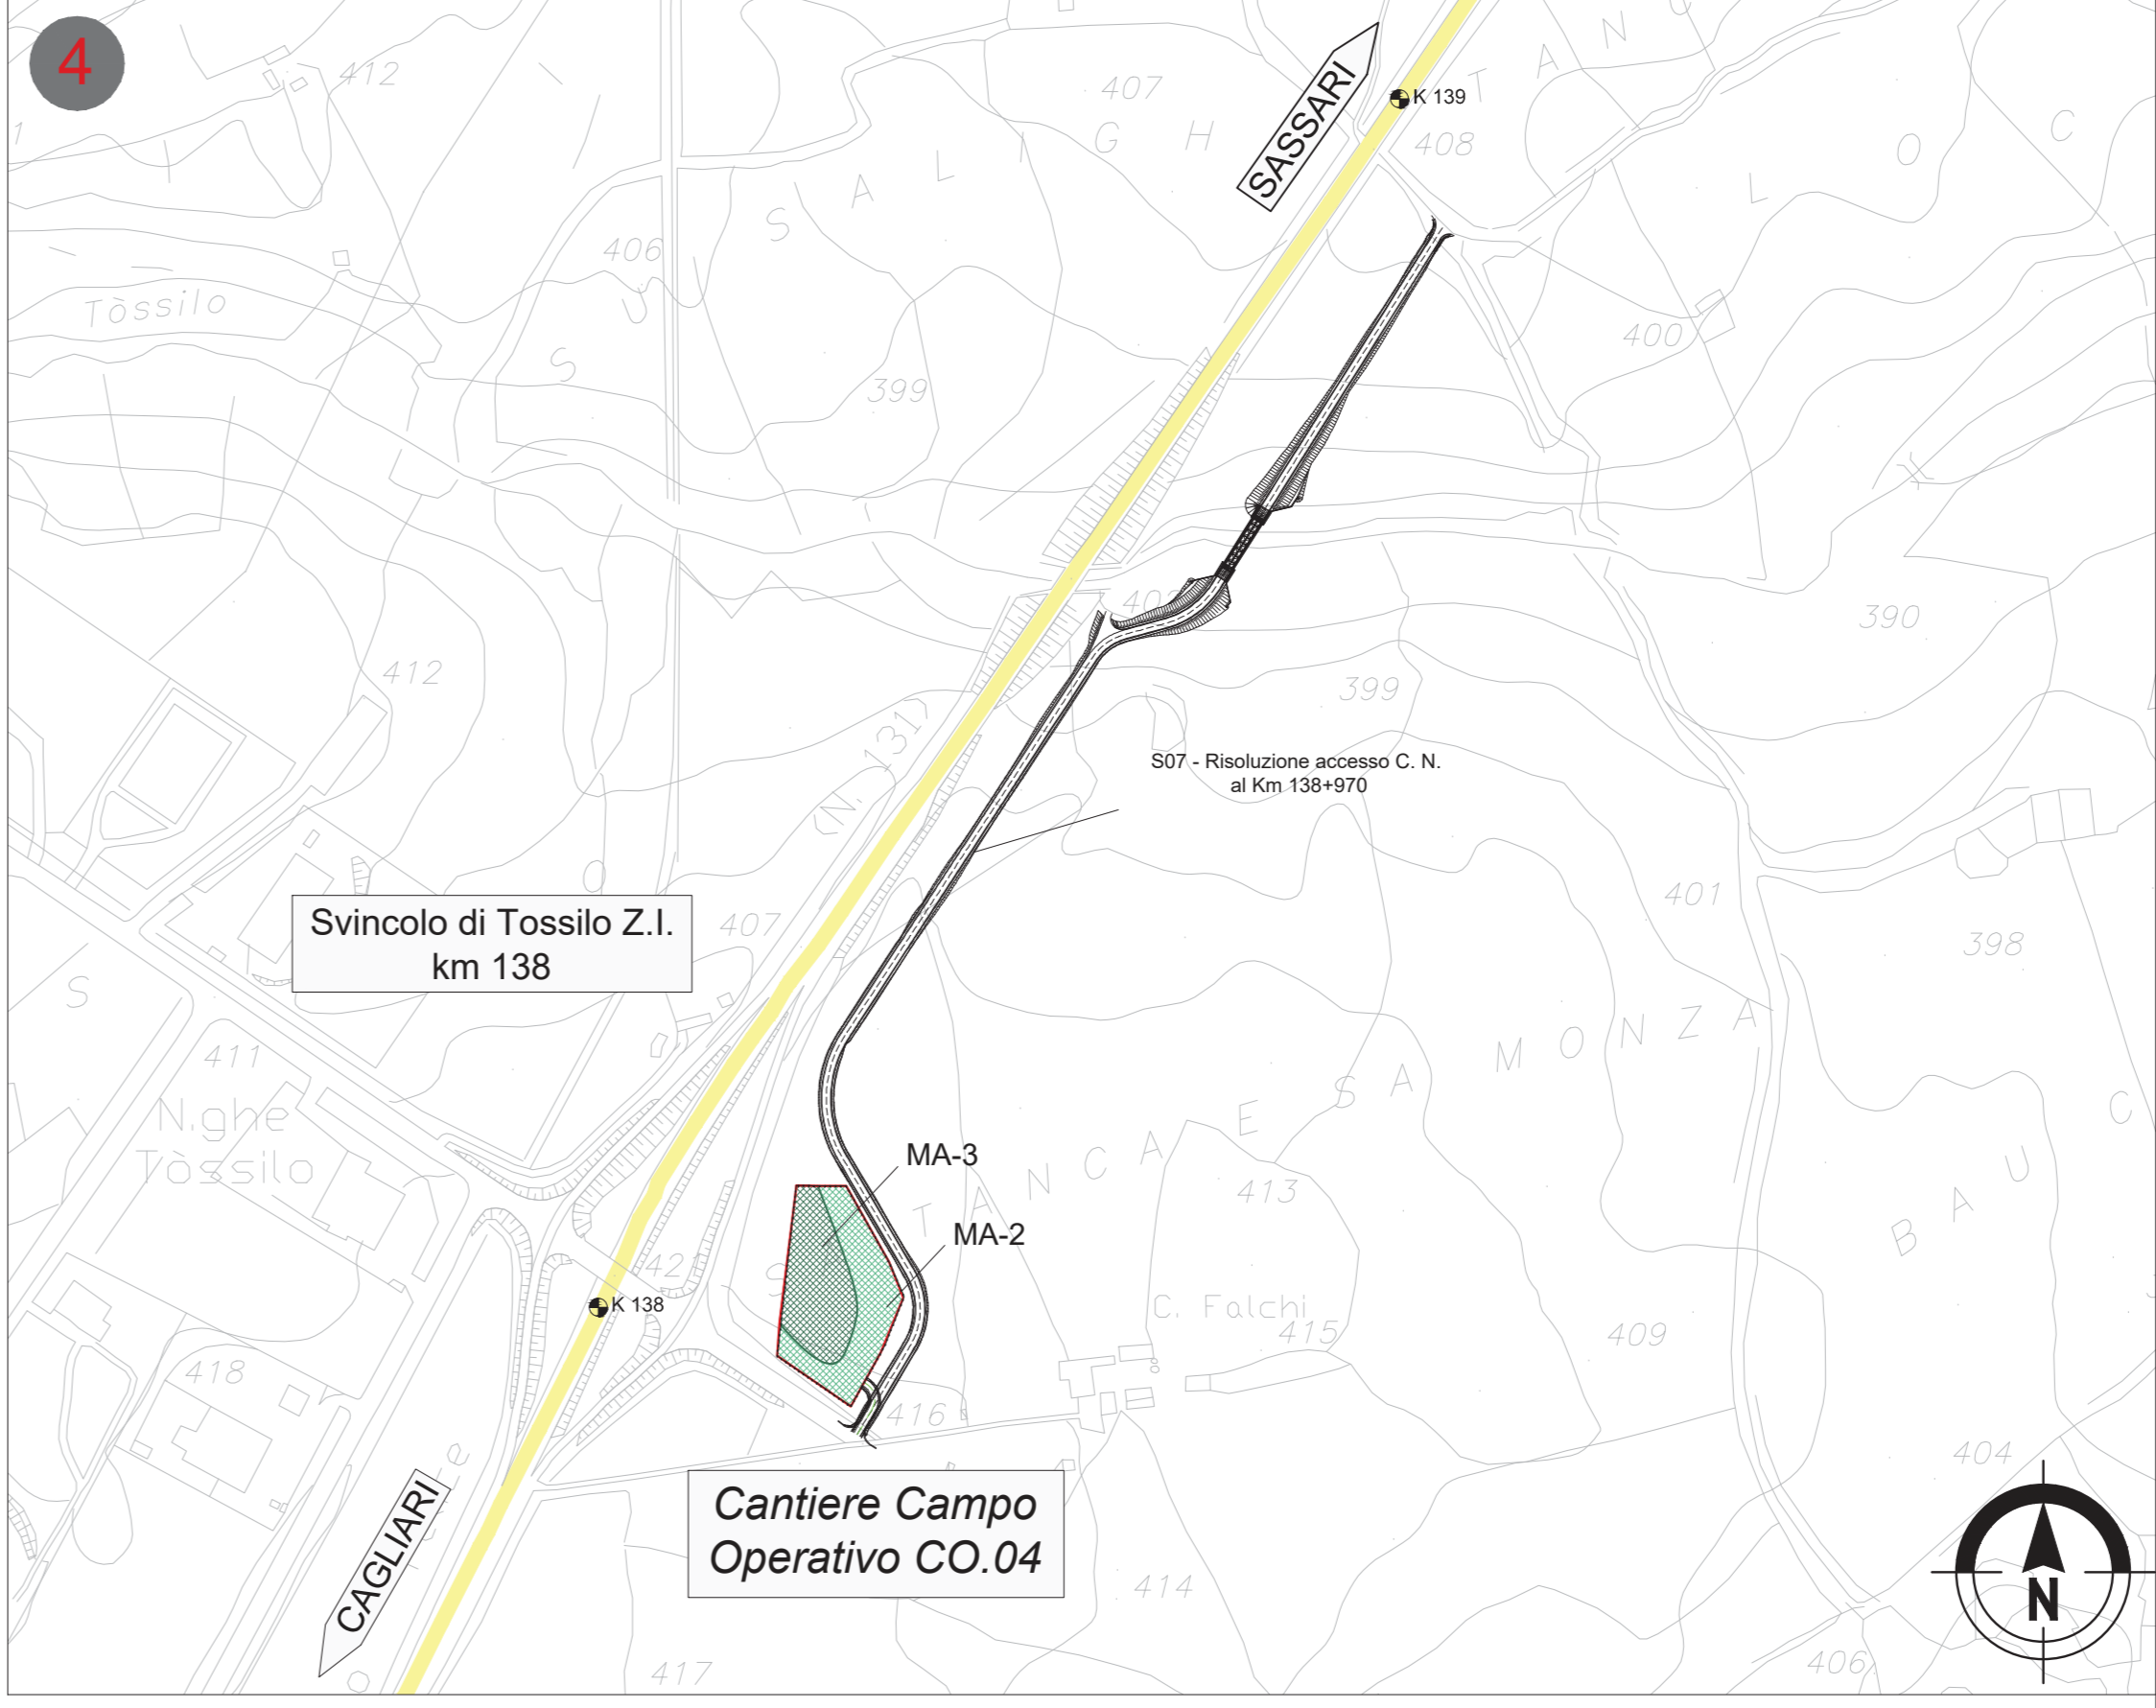 4
412
407
SASSARI
K 139
T A N C
408
S U S A L I G H
L O C
406
Tòssilo
399
400
S
402
390
412
399
(N. 131)
S07 - Risoluzione accesso C. N.
al Km 138+970
O
401
Svincolo di Tossilo Z.I.
km 138
407
398
S
411
T A N C A E S A M O N Z A
N.ghe
Tòssilo
MA-3
413
B A U C
MA-2
421
S
K 138
C. Falchi
415
409
418
416
404
Cantiere Campo
Operativo CO.04
CAGLIARI
414
N
417
406